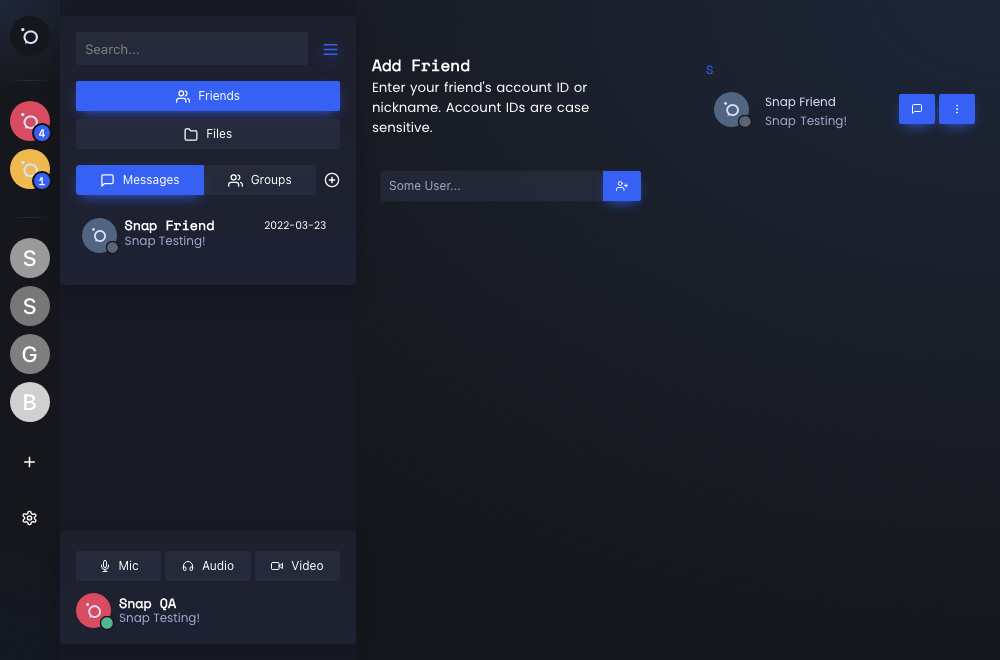 4
1
S
S
G
B
Search...
Friends
Files
Messages
Groups
Snap Friend
2022-03-23
Snap Testing!
Mic
Audio
Video
Snap QA
Snap Testing!
Add Friend
Enter your friend's account ID or
nickname. Account IDs are case
sensitive.
Some User...
S
Snap Friend
Snap Testing!